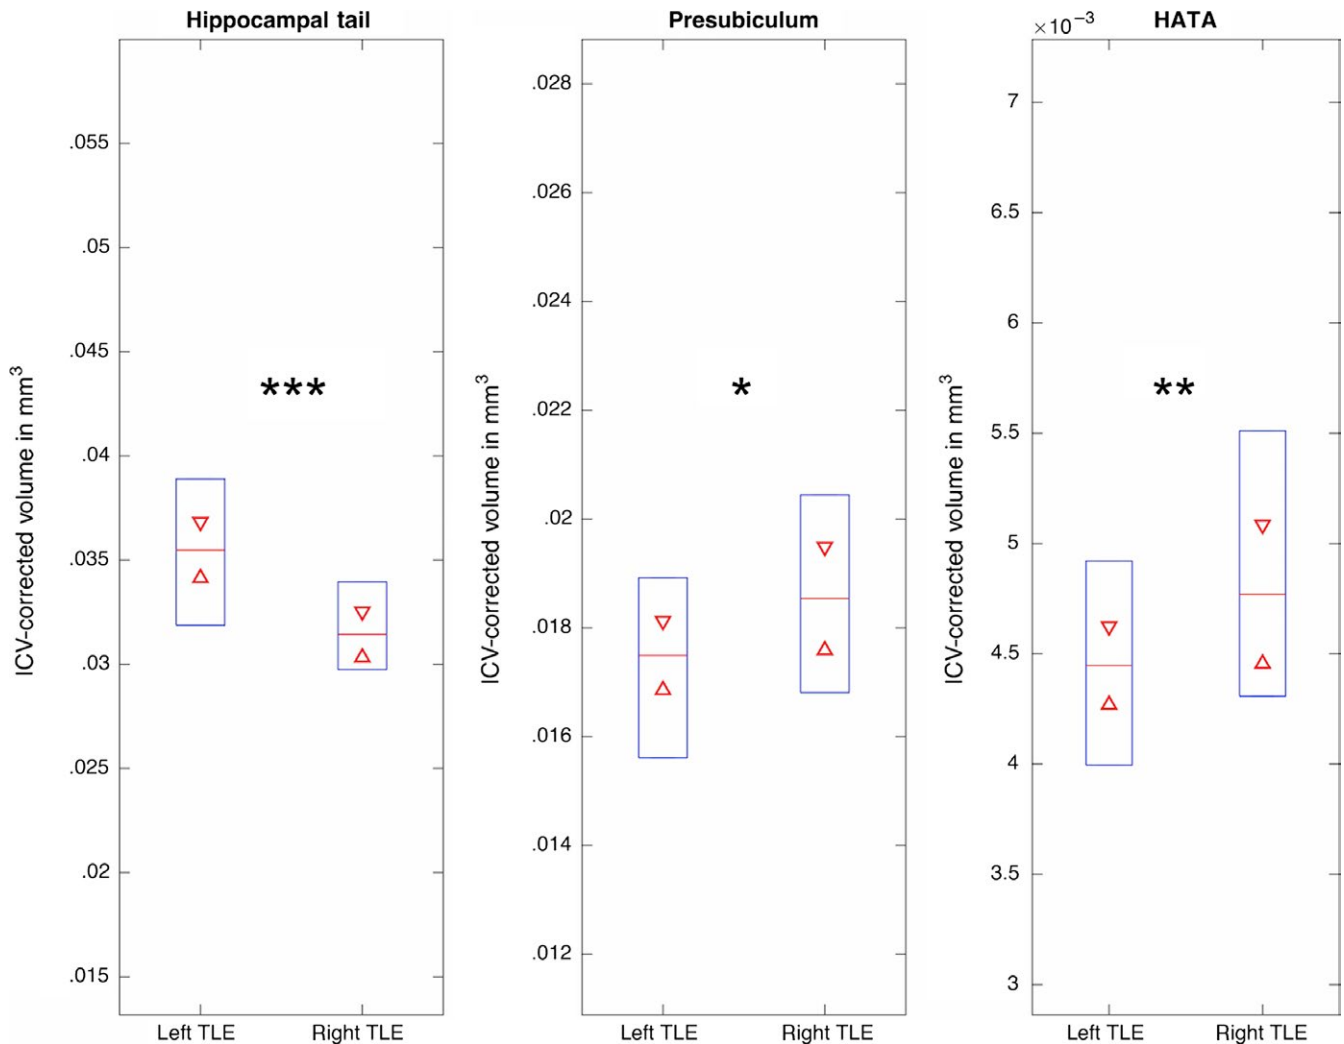 Hippocampal tail
ICV-corrected volume in mm³
.055
.05
.045
.04
.035
.03
.025
.02
.015
***
Left TLE
Right TLE
Presubiculum
ICV-corrected volume in mm³
.028
.026
.024
.022
.02
.018
.016
.014
.012
*
Left TLE
Right TLE
HATA
×10⁻³
ICV-corrected volume in mm³
7
6.5
6
5.5
5
4.5
4
3.5
3
**
Left TLE
Right TLE